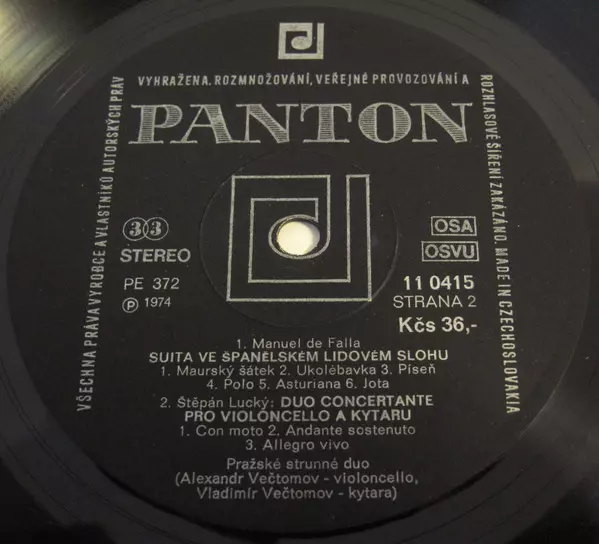 VŠECHNA PRÁVA VÝROBCE A VLASTNÍKŮ AUTORSKÝCH PRÁV
VYHRAŽENA. ROZMNOŽOVÁNÍ, VEŘEJNÉ PROVOZOVÁNÍ A
ROZHLASOVÉ ŠÍŘENÍ ZAKÁZÁNO. MADE IN CZECHOSLOVAKIA
PANTON
33
STEREO
OSA
OSVU
PE 372
℗ 1974
11 0415
STRANA 2
Kčs 36,-
1. Manuel de Falla
SUITA VE ŠPANĚLSKÉM LIDOVÉM SLOHU
1. Maurský šátek 2. Ukolébavka 3. Píseň
4. Polo 5. Asturiana 6. Jota
2. Štěpán Lucký: DUO CONCERTANTE
PRO VIOLONCELLO A KYTARU
1. Con moto 2. Andante sostenuto
3. Allegro vivo
Pražské strunné duo
(Alexandr Večtomov - violoncello,
Vladimír Večtomov - kytara)